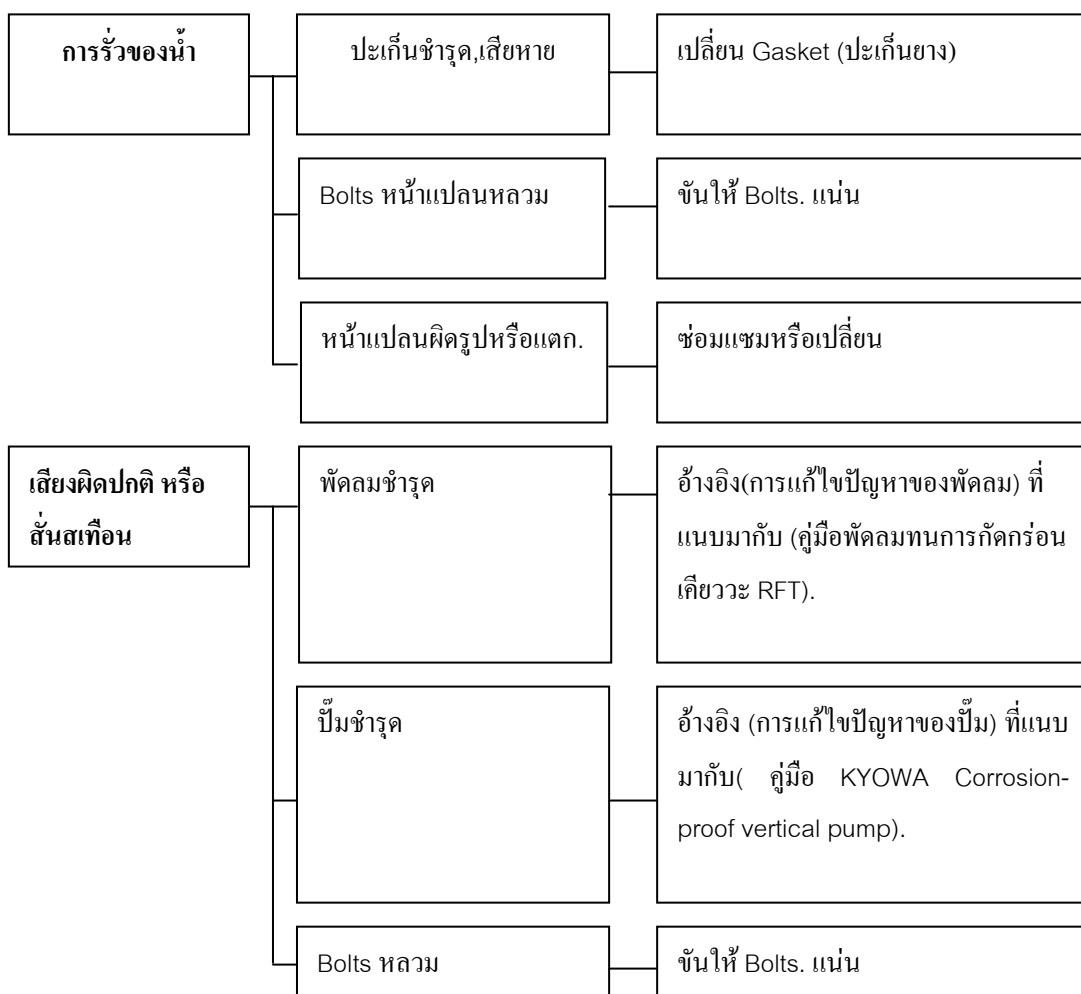 การรั่วของน้ำ
ปะเก็นชำรุด,เสียหาย
เปลี่ยน Gasket (ปะเก็นยาง)
Bolts หน้าแปลนหลวม
ขันให้ Bolts. แน่น
หน้าแปลนผิดรูปหรือแตก.
ซ่อมแซมหรือเปลี่ยน
เสียงผิดปกติ หรือ
สั่นสเทือน
พัดลมชำรุด
อ้างอิง(การแก้ไขปัญหาของพัดลม) ที่
แนบมากับ (คู่มือพัดลมทนการกัดกร่อน
เคียววะ RFT).
ปั๊มชำรุด
อ้างอิง (การแก้ไขปัญหาของปั๊ม) ที่แนบ
มากับ( คู่มือ KYOWA Corrosion-
proof vertical pump).
Bolts หลวม
ขันให้ Bolts. แน่น